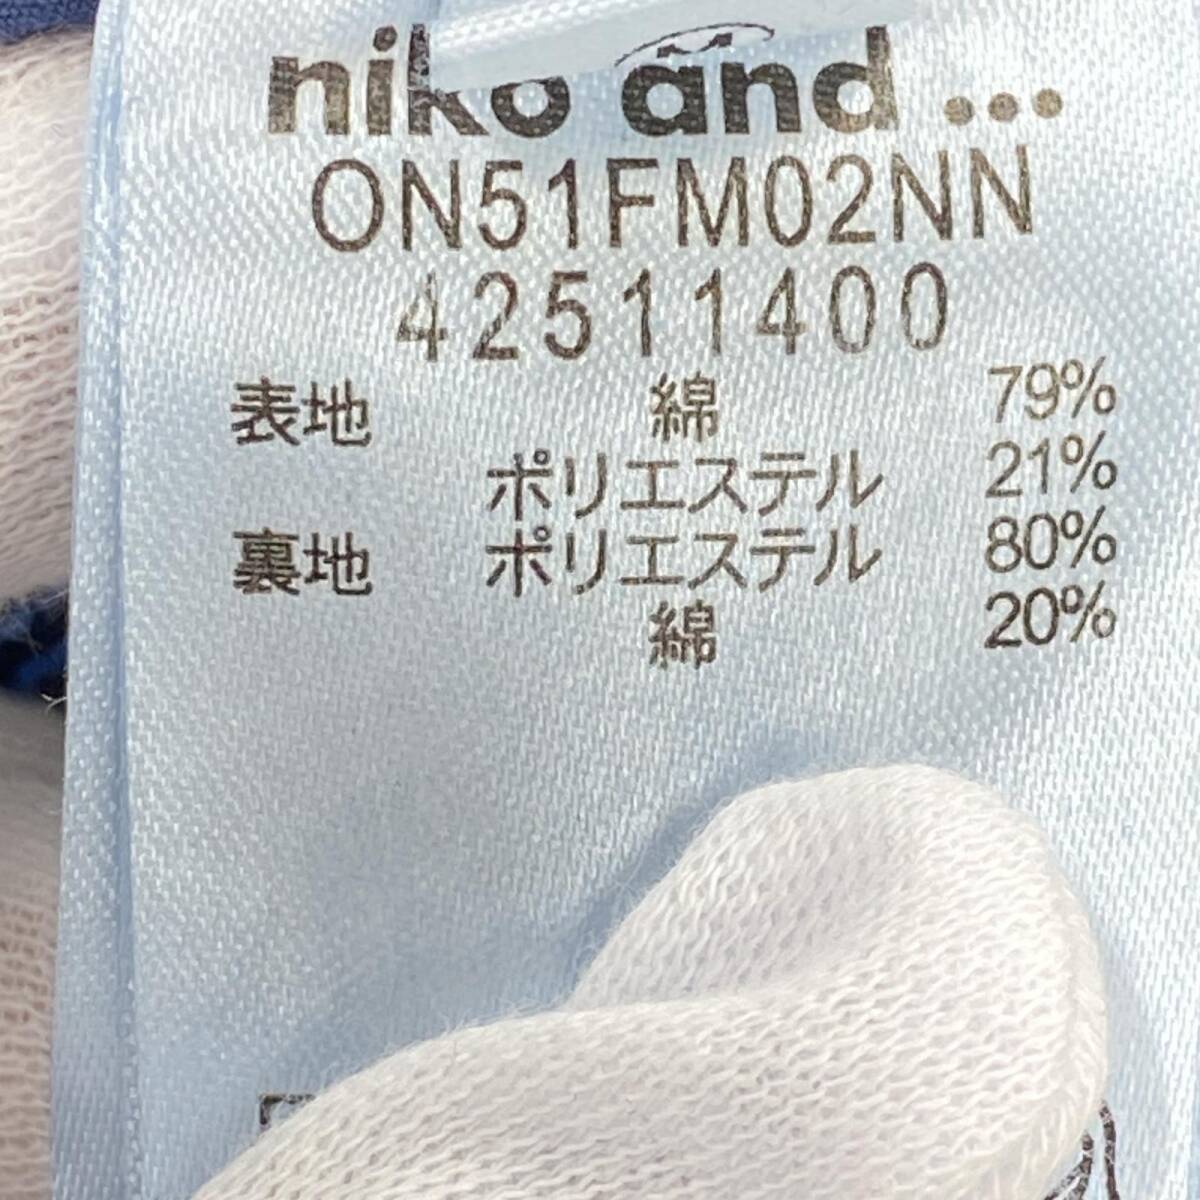 niko and ...
ON51FM02NN
42511400
表地 綿 79%
ポリエステル 21%
裏地 ポリエステル 80%
綿 20%